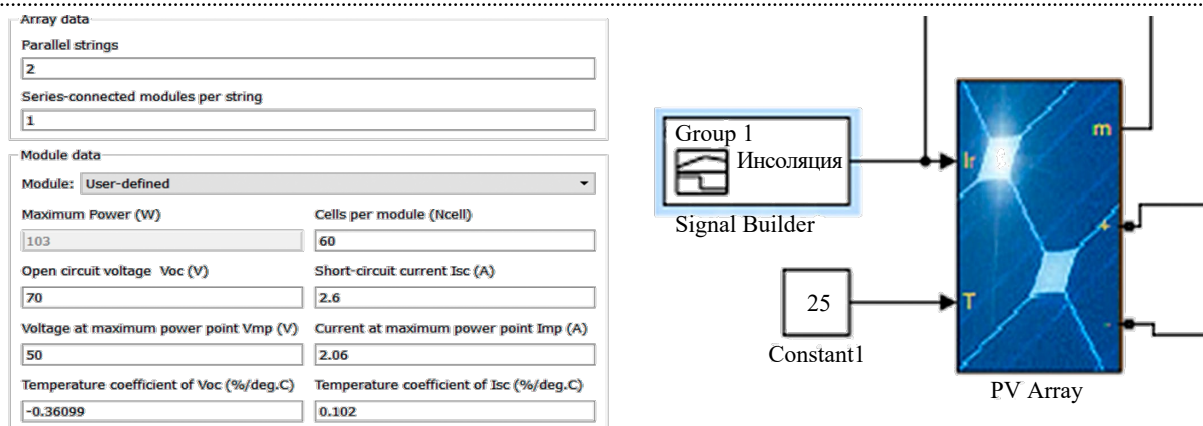 Array data
Parallel strings
2
Series-connected modules per string
1
Module data
Module: User-defined
Maximum Power (W) Cells per module (Ncell)
103 60
Open circuit voltage Voc (V) Short-circuit current Isc (A)
70 2.6
Voltage at maximum power point Vmp (V) Current at maximum power point Imp (A)
50 2.06
Temperature coefficient of Voc (%/deg.C) Temperature coefficient of Isc (%/deg.C)
-0.36099 0.102
Group 1
Инсоляция
Signal Builder
25
Constant1
m
Ir
+
T
-
PV Array